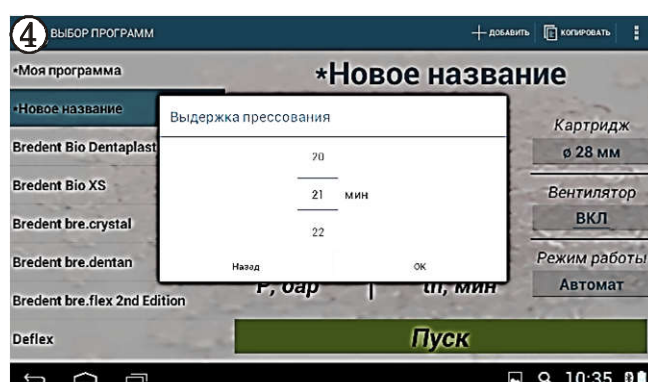 4 ВЫБОР ПРОГРАММ
ДОБАВИТЬ КОПИРОВАТЬ
*Моя программа
*Новое название
Bredent Bio Dentaplast
Bredent Bio XS
Bredent bre.crystal
Bredent bre.dentan
Bredent bre.flex 2nd Edition
Deflex
*Новое название
Выдержка прессования
20
21 мин
22
Назад ОК
Р, бар th, мин
Картридж
ø 28 мм
Вентилятор
ВКЛ
Режим работы
Автомат
Пуск
10:35